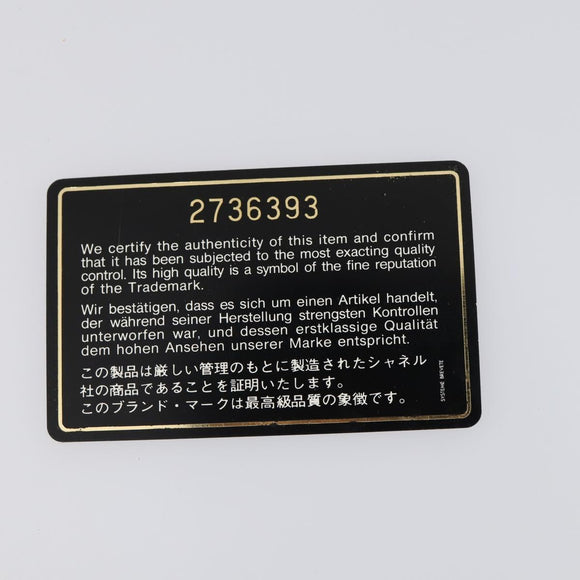 2736393
We certify the authenticity of this item and confirm
that it has been subjected to the most exacting quality
control. Its high quality is a symbol of the fine reputation
of the Trademark.
Wir bestätigen, dass es sich um einen Artikel handelt,
der während seiner Herstellung strengsten Kontrollen
unterworfen war, und dessen erstklassige Qualität
dem hohen Ansehen unserer Marke entspricht.
この製品は厳しい管理のもとに製造されたシャネル
社の商品であることを証明いたします。
このブランド・マークは最高級品質の象徴です。
SYSTEME BREVETE